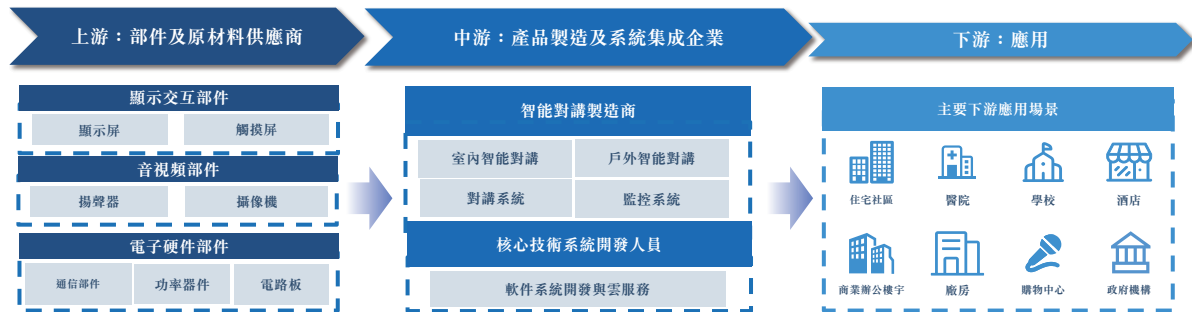 上游：部件及原材料供應商
中游：產品製造及系統集成企業
下游：應用
顯示交互部件
顯示屏
觸摸屏
音視頻部件
揚聲器
攝像機
電子硬件部件
通信部件
功率器件
電路板
智能對講製造商
室內智能對講
戶外智能對講
對講系統
監控系統
核心技術系統開發人員
軟件系統開發與雲服務
主要下游應用場景
住宅社區
醫院
學校
酒店
商業辦公樓宇
廠房
購物中心
政府機構